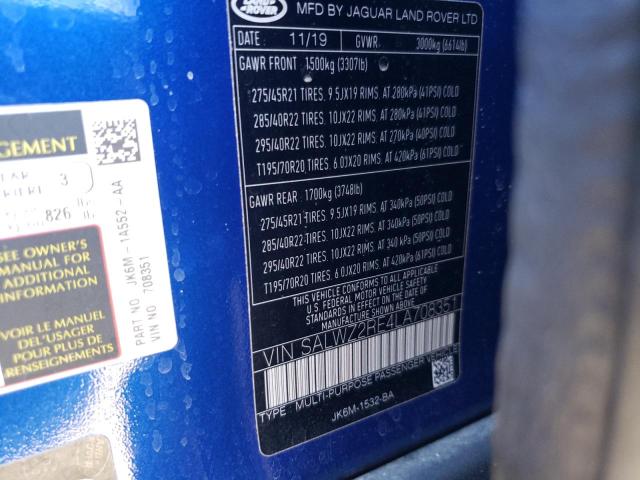 LAND ROVER
MFD BY JAGUAR LAND ROVER LTD
DATE 11/19 GVWR 3000kg (6614lb)
GAWR FRONT 1500kg (3307lb)
275/45R21 TIRES. 9.5JX19 RIMS. AT 280kPa (41PSI) COLD
285/40R22 TIRES. 10JX22 RIMS. AT 280kPa (41PSI) COLD
295/40R22 TIRES. 10JX22 RIMS. AT 270kPa (40PSI) COLD
T195/70R20 TIRES. 6.0JX20 RIMS. AT 420kPa (61PSI) COLD
GAWR REAR 1700kg (3748lb)
275/45R21 TIRES. 9.5JX19 RIMS. AT 340kPa (50PSI) COLD
285/40R22 TIRES. 10JX22 RIMS. AT 340kPa (50PSI) COLD
295/40R22 TIRES. 10JX22 RIMS. AT 340 kPa (50PSI) COLD
T195/70R20 TIRES. 6.0JX20 RIMS. AT 420kPa (61PSI) COLD
THIS VEHICLE CONFORMS TO ALL APPLICABLE
U.S. FEDERAL MOTOR VEHICLE SAFETY
STANDARDS IN EFFECT ON THE DATE OF
MANUFACTURE SHOWN ABOVE.
VIN SALWZ2RE4LA708351
TYPE : MULTI-PURPOSE PASSENGER VEHICLE
JK6M-1532-BA
GEMENT
3
826
SEE OWNER'S
MANUAL FOR
ADDITIONAL
INFORMATION
VOIR LE MANUEL
DE L'USAGER
POUR PLUS DE
RENSEIGNEMENTS
PART NO. JK6M-1A552-AA
VIN NO. 708351